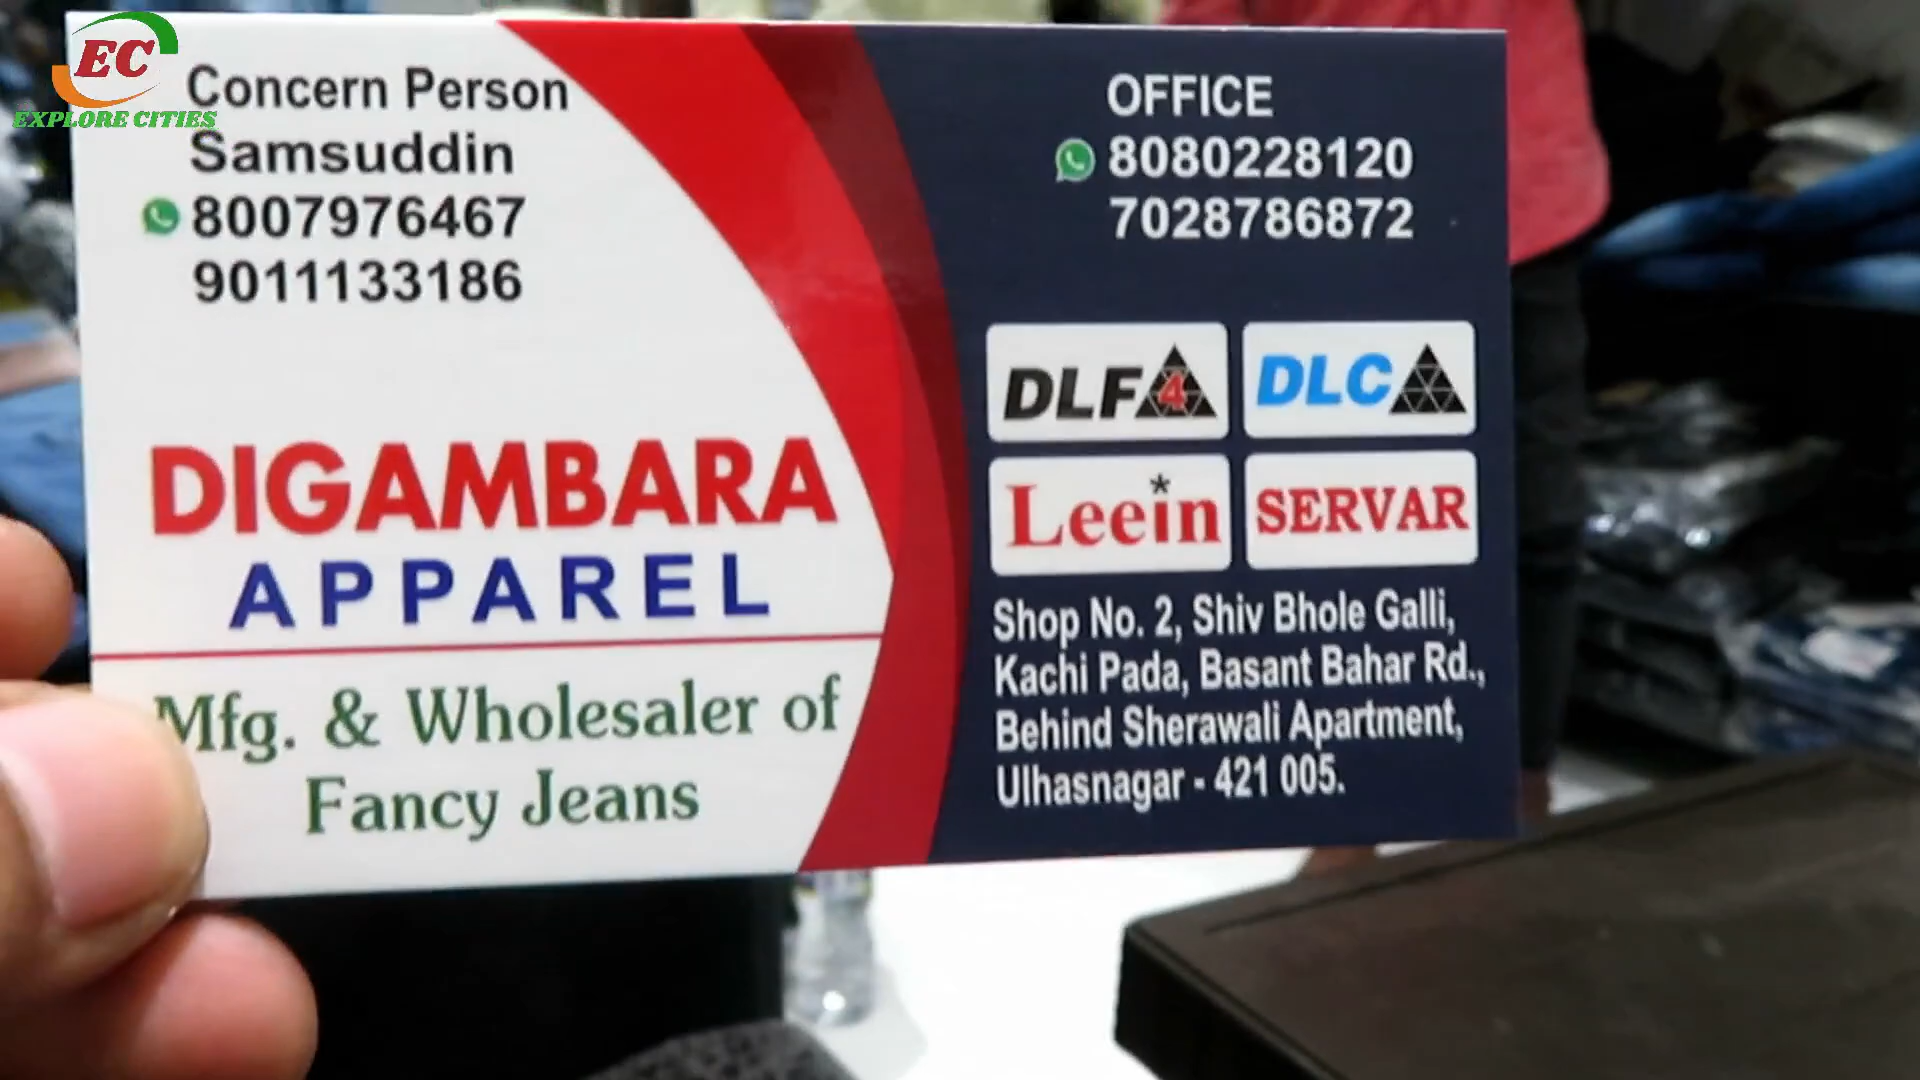 EC
EXPLORE CITIES
Concern Person
Samsuddin
8007976467
9011133186
DIGAMBARA
APPAREL
Mfg. & Wholesaler of
Fancy Jeans
OFFICE
8080228120
7028786872
DLF 4
DLC
Leein
SERVAR
Shop No. 2, Shiv Bhole Galli,
Kachi Pada, Basant Bahar Rd.,
Behind Sherawali Apartment,
Ulhasnagar - 421 005.